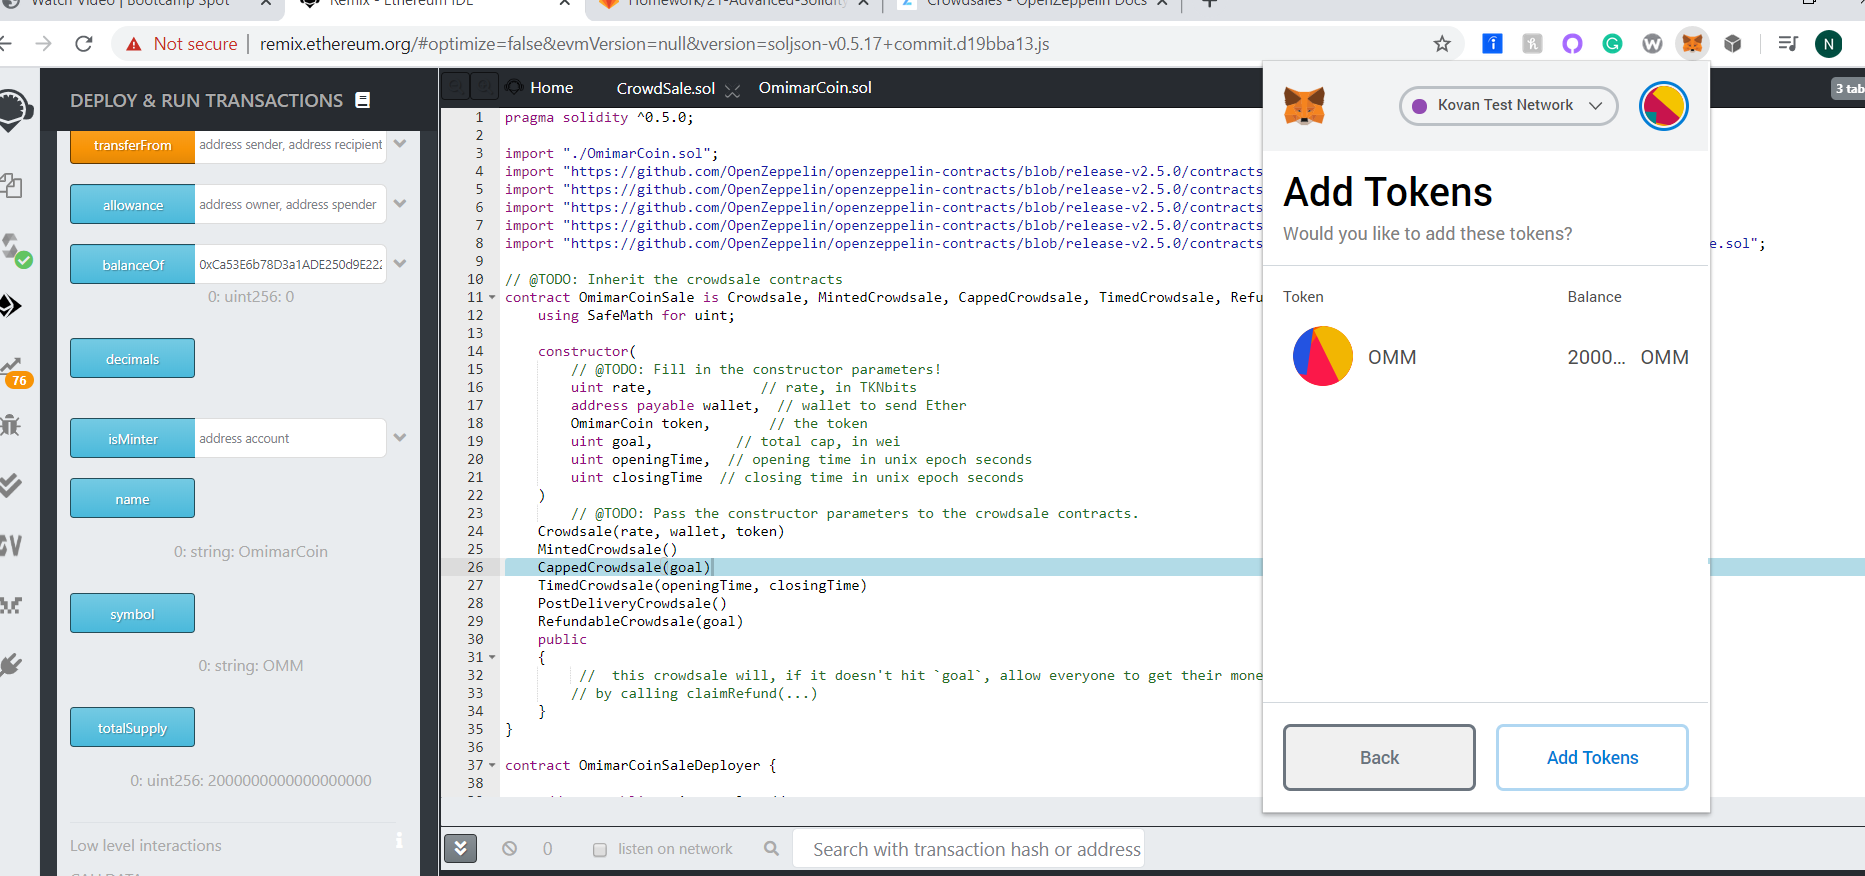 Watch Video | Bootcamp Spot
Remix - Ethereum IDE
Homework/21-Advanced-Solidity
Crowdsales - OpenZeppelin Docs
Not secure
remix.ethereum.org/#optimize=false&evmVersion=null&version=soljson-v0.5.17+commit.d19bba13.js
N
DEPLOY & RUN TRANSACTIONS
transferFrom
address sender, address recipient
allowance
address owner, address spender
balanceOf
0xCa53E6b78D3a1ADE250d9E222
0: uint256: 0
decimals
isMinter
address account
name
0: string: OmimarCoin
symbol
0: string: OMM
totalSupply
0: uint256: 2000000000000000000
Low level interactions
i
CALLDATA
76
Home
CrowdSale.sol
OmimarCoin.sol
3 tab
1 pragma solidity ^0.5.0;
2
3 import "./OmimarCoin.sol";
4 import "https://github.com/OpenZeppelin/openzeppelin-contracts/blob/release-v2.5.0/contracts
5 import "https://github.com/OpenZeppelin/openzeppelin-contracts/blob/release-v2.5.0/contracts
6 import "https://github.com/OpenZeppelin/openzeppelin-contracts/blob/release-v2.5.0/contracts
7 import "https://github.com/OpenZeppelin/openzeppelin-contracts/blob/release-v2.5.0/contracts
8 import "https://github.com/OpenZeppelin/openzeppelin-contracts/blob/release-v2.5.0/contracts e.sol";
9
10 // @TODO: Inherit the crowdsale contracts
11 contract OmimarCoinSale is Crowdsale, MintedCrowdsale, CappedCrowdsale, TimedCrowdsale, Refu
12 using SafeMath for uint;
13
14 constructor(
15 // @TODO: Fill in the constructor parameters!
16 uint rate, // rate, in TKNbits
17 address payable wallet, // wallet to send Ether
18 OmimarCoin token, // the token
19 uint goal, // total cap, in wei
20 uint openingTime, // opening time in unix epoch seconds
21 uint closingTime // closing time in unix epoch seconds
22 )
23 // @TODO: Pass the constructor parameters to the crowdsale contracts.
24 Crowdsale(rate, wallet, token)
25 MintedCrowdsale()
26 CappedCrowdsale(goal)
27 TimedCrowdsale(openingTime, closingTime)
28 PostDeliveryCrowdsale()
29 RefundableCrowdsale(goal)
30 public
31 {
32 // this crowdsale will, if it doesn't hit `goal`, allow everyone to get their mone
33 // by calling claimRefund(...)
34 }
35 }
36
37 contract OmimarCoinSaleDeployer {
38
0
listen on network
Search with transaction hash or address
Kovan Test Network
Add Tokens
Would you like to add these tokens?
Token
Balance
OMM
2000... OMM
Back
Add Tokens